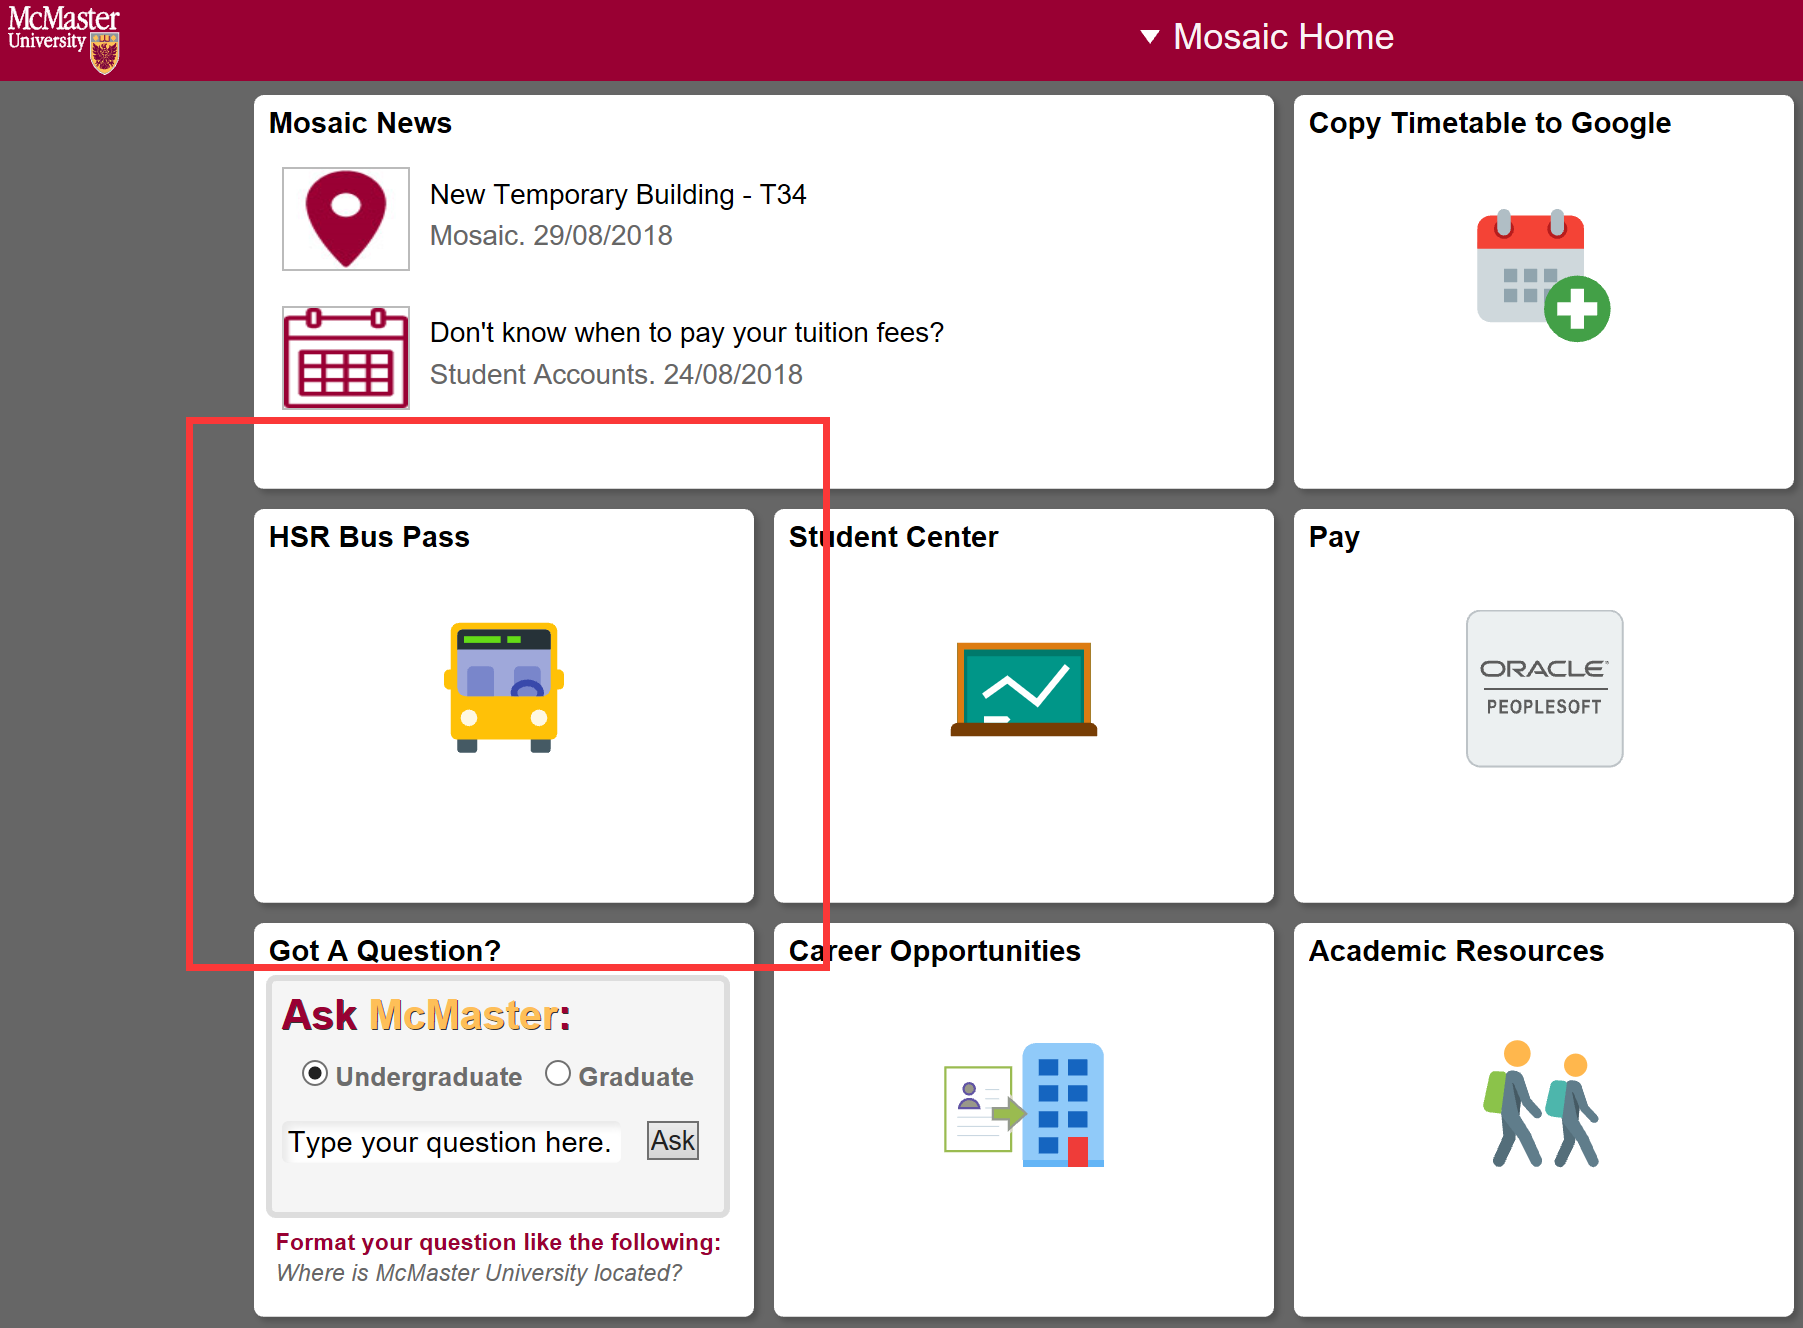 McMaster
University
Mosaic Home
Mosaic News
New Temporary Building - T34
Mosaic. 29/08/2018
Don't know when to pay your tuition fees?
Student Accounts. 24/08/2018
Copy Timetable to Google
HSR Bus Pass
Student Center
Pay
ORACLE
PEOPLESOFT
Got A Question?
Ask McMaster:
Undergraduate Graduate
Type your question here. Ask
Format your question like the following:
Where is McMaster University located?
Career Opportunities
Academic Resources